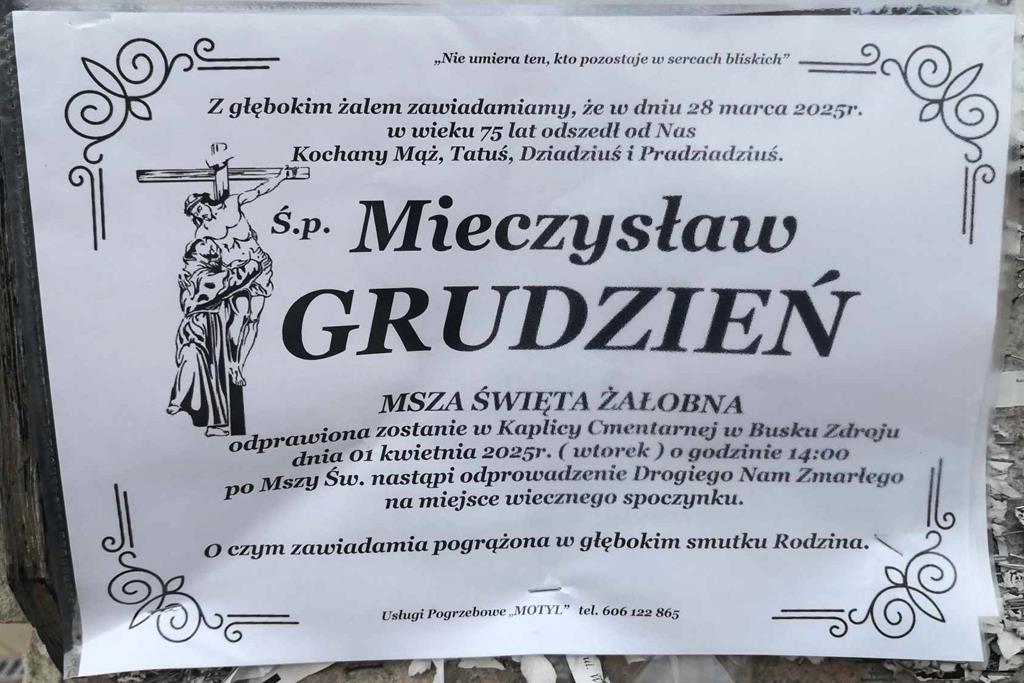 „Nie umiera ten, kto pozostaje w sercach bliskich”
Z głębokim żalem zawiadamiamy, że w dniu 28 marca 2025r.
w wieku 75 lat odszedł od Nas
Kochany Mąż, Tatuś, Dziadziuś i Pradziadziuś.
Ś.p. Mieczysław
GRUDZIEŃ
MSZA ŚWIĘTA ŻAŁOBNA
odprawiona zostanie w Kaplicy Cmentarnej w Busku Zdroju
dnia 01 kwietnia 2025r. ( wtorek ) o godzinie 14:00
po Mszy Św. nastąpi odprowadzenie Drogiego Nam Zmarłego
na miejsce wiecznego spoczynku.
O czym zawiadamia pogrążona w głębokim smutku Rodzina.
Usługi Pogrzebowe „MOTYL” tel. 606 122 865